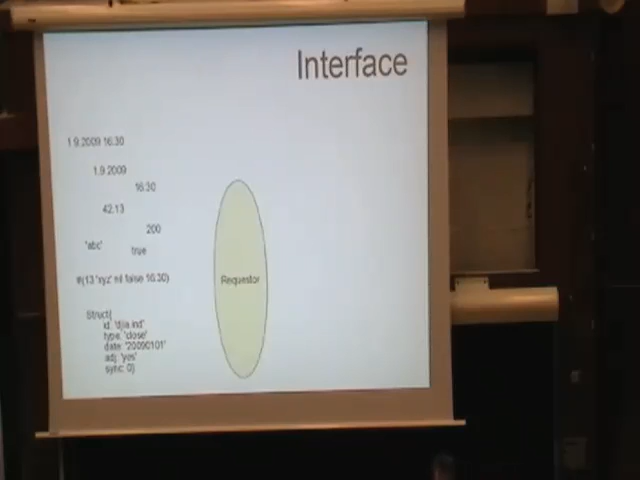 Interface
1.9.2009 16:30
1.9.2009
16:30
42.13
200
'abc'
true
#(13 'xyz' nil false 16:30)
Requestor
Struct(
id: 'djia.ind'
type: 'close'
date: '20090101'
adj: 'yes'
sync: 0)